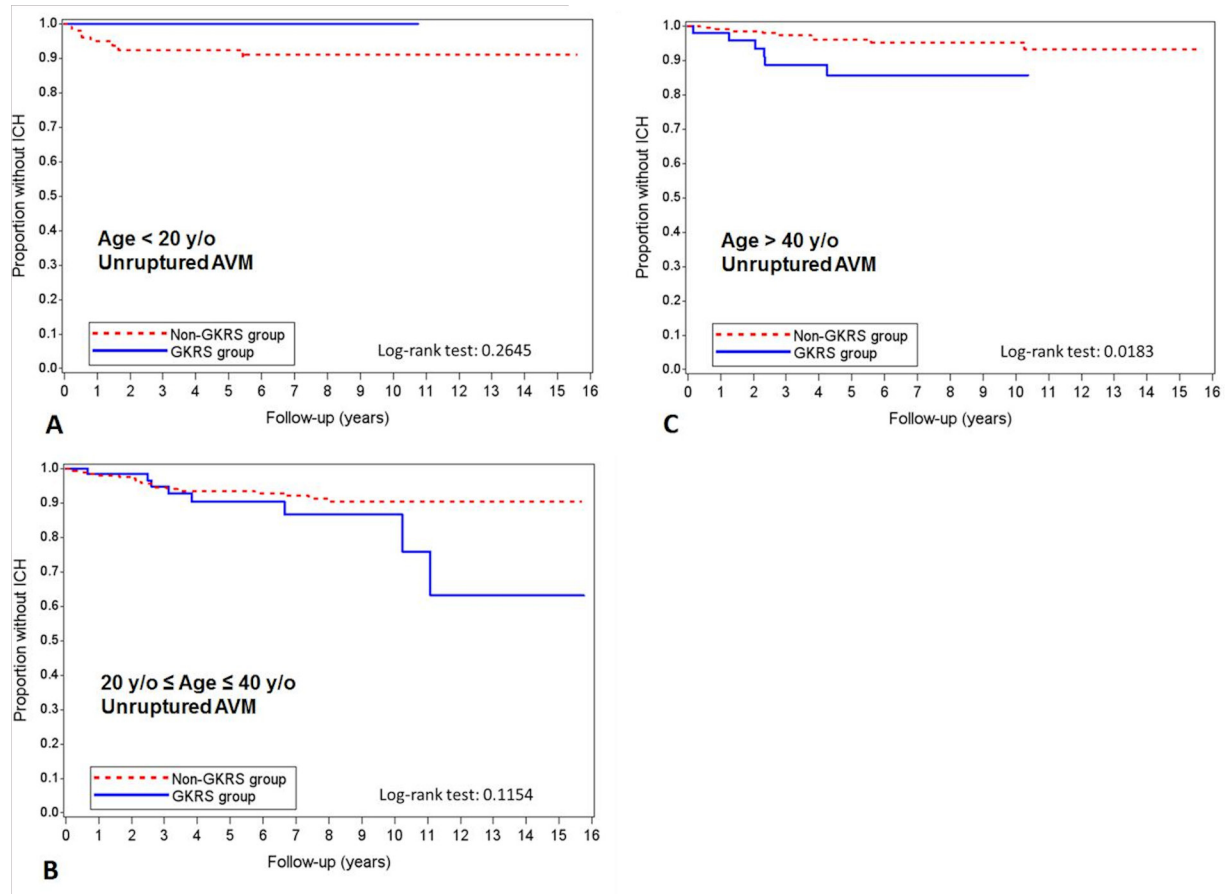 1.0
0.9
0.8
0.7
0.6
0.5
0.4
0.3
0.2
0.1
0.0
Proportion without ICH
Age < 20 y/o
Unruptured AVM
Non-GKRS group
GKRS group
Log-rank test: 0.2645
0 1 2 3 4 5 6 7 8 9 10 11 12 13 14 15 16
Follow-up (years)
A
1.0
0.9
0.8
0.7
0.6
0.5
0.4
0.3
0.2
0.1
0.0
Proportion without ICH
20 y/o ≤ Age ≤ 40 y/o
Unruptured AVM
Non-GKRS group
GKRS group
Log-rank test: 0.1154
0 1 2 3 4 5 6 7 8 9 10 11 12 13 14 15 16
Follow-up (years)
B
1.0
0.9
0.8
0.7
0.6
0.5
0.4
0.3
0.2
0.1
0.0
Proportion without ICH
Age > 40 y/o
Unruptured AVM
Non-GKRS group
GKRS group
Log-rank test: 0.0183
0 1 2 3 4 5 6 7 8 9 10 11 12 13 14 15 16
Follow-up (years)
C